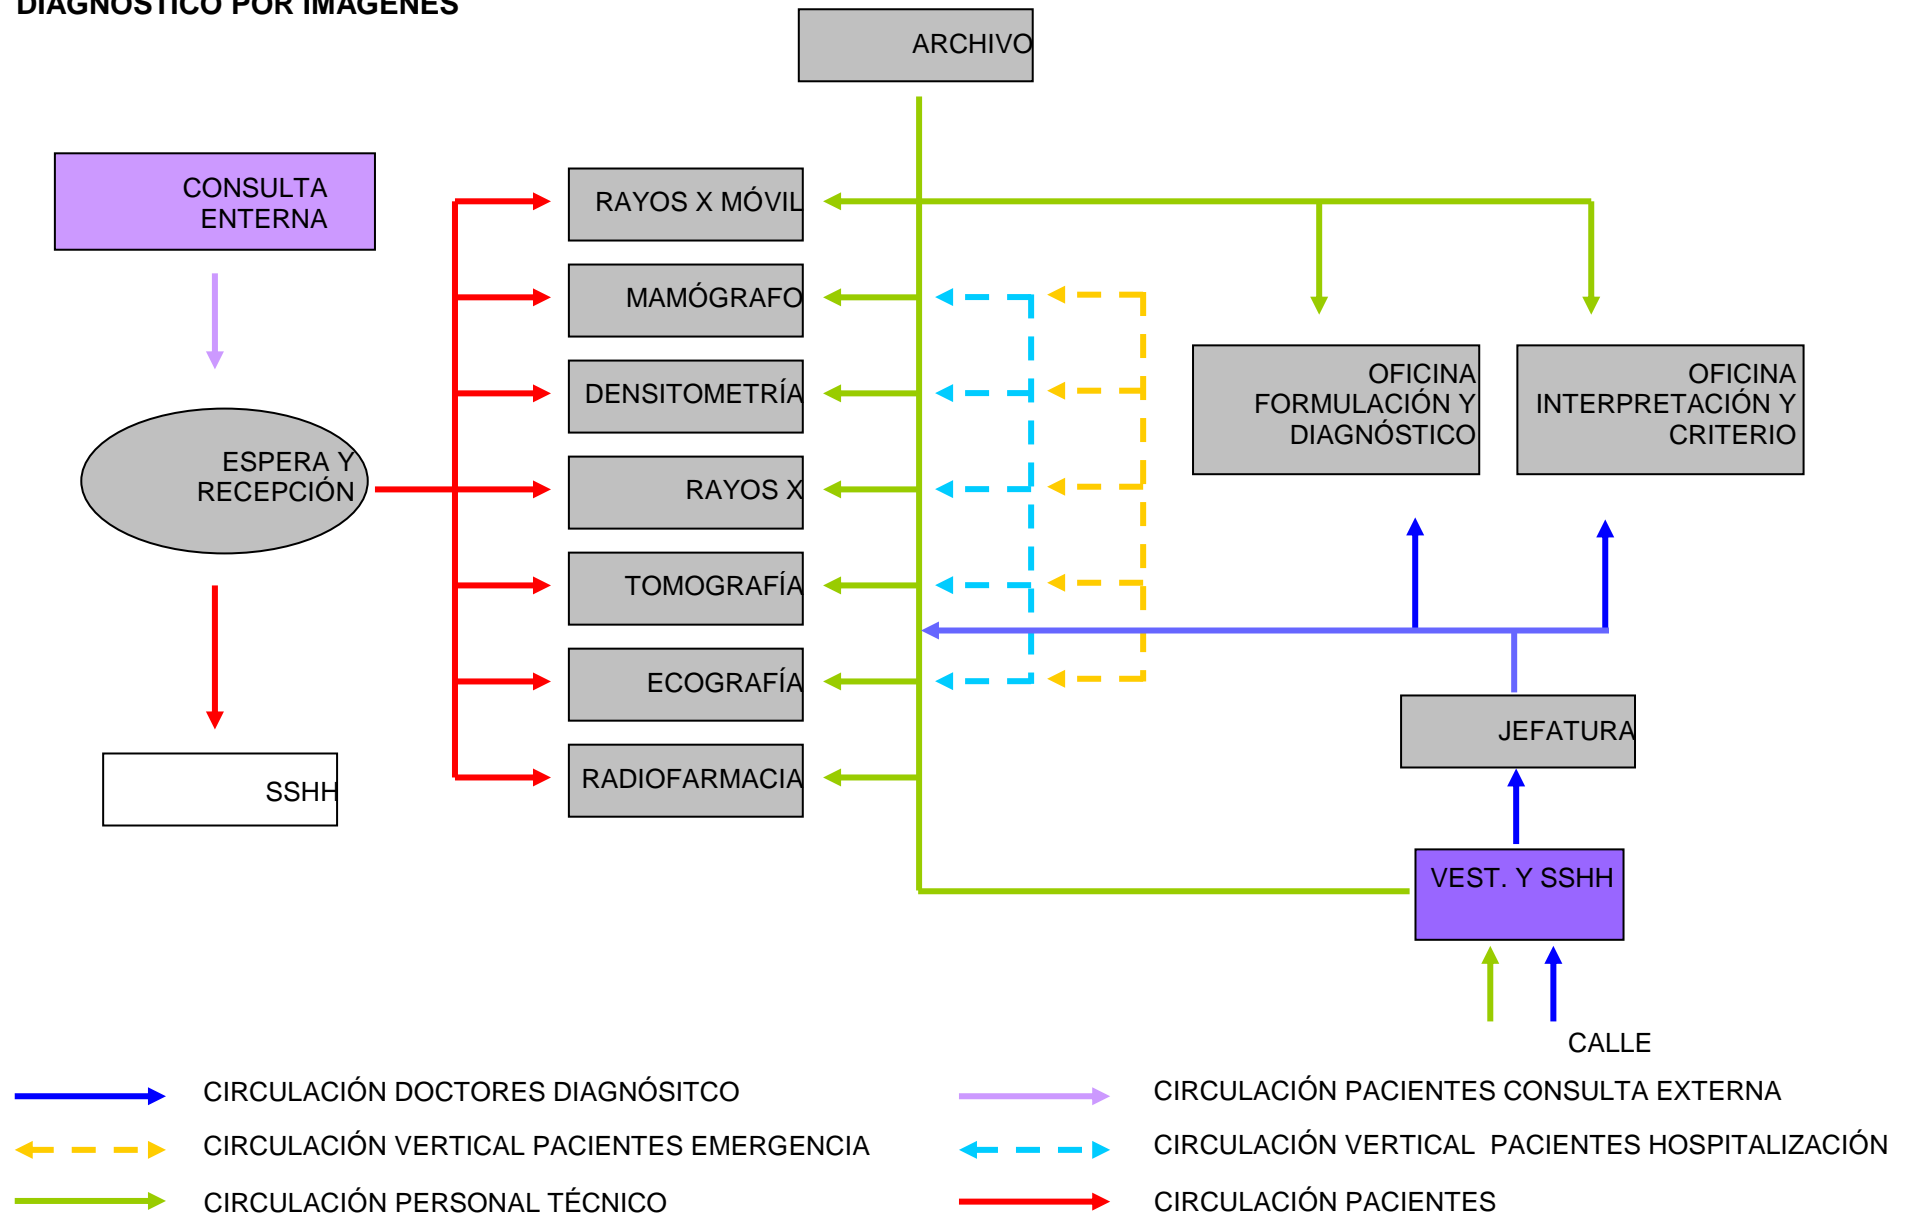 DIAGNÓSTICO POR IMÁGENES
ARCHIVO
CONSULTA
ENTERNA
RAYOS X MÓVIL
MAMÓGRAFO
DENSITOMETRÍA
OFICINA
FORMULACIÓN Y
DIAGNÓSTICO
OFICINA
INTERPRETACIÓN Y
CRITERIO
ESPERA Y
RECEPCIÓN
RAYOS X
TOMOGRAFÍA
ECOGRAFÍA
JEFATURA
SSHH
RADIOFARMACIA
VEST. Y SSHH
CALLE
CIRCULACIÓN DOCTORES DIAGNÓSITCO
CIRCULACIÓN PACIENTES CONSULTA EXTERNA
CIRCULACIÓN VERTICAL PACIENTES EMERGENCIA
CIRCULACIÓN VERTICAL PACIENTES HOSPITALIZACIÓN
CIRCULACIÓN PERSONAL TÉCNICO
CIRCULACIÓN PACIENTES